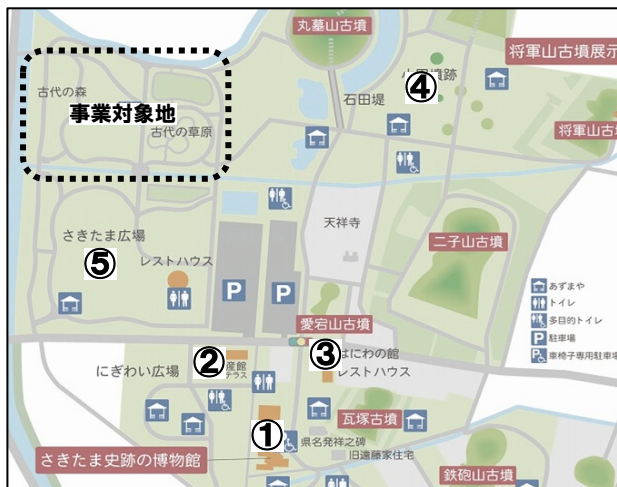 丸墓山古墳
将軍山古墳展示
古代の森
事業対象地
古代の草原
石田堤
④
将軍山古
さきたま広場
⑤
レストハウス
P
P
天祥寺
二子山古墳
あずまや
トイレ
多目的トイレ
P 駐車場
P 車椅子専用駐車場
愛宕山古墳
②
産館
テラス
③
はにわの館
レストハウス
にぎわい広場
①
瓦塚古墳
県名発祥之碑
旧遠藤家住宅
さきたま史跡の博物館
鉄砲山古墳